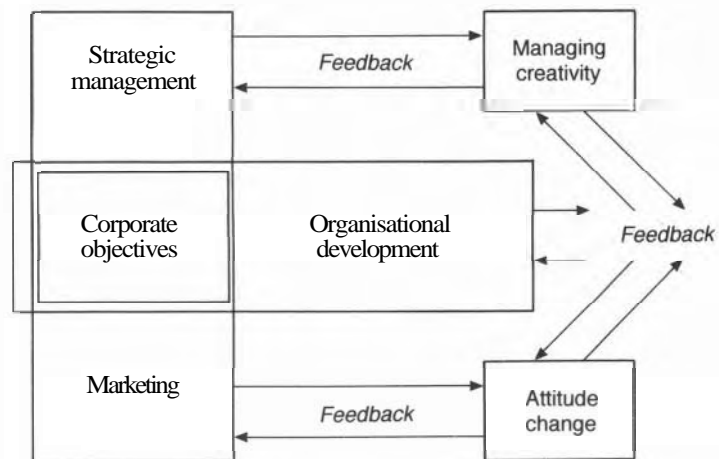 Strategic
management
Feedback
Managing
creativity
Corporate
objectives
Organisational
development
Feedback
Marketing
Feedback
Attitude
change